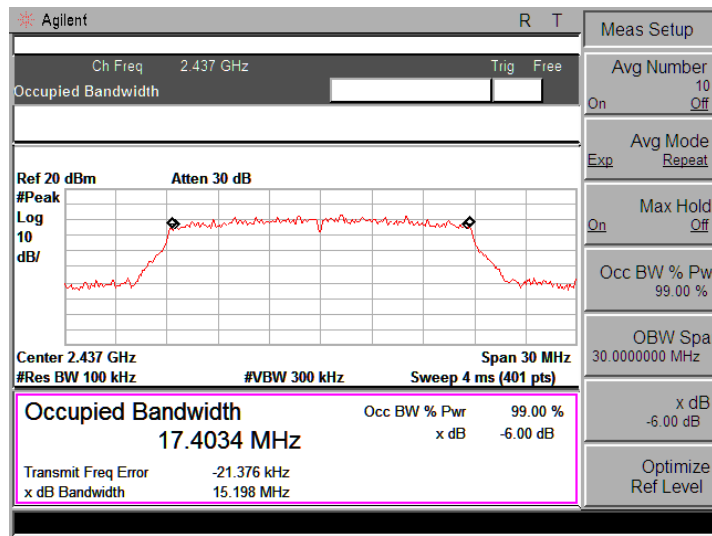 Agilent R T
Ch Freq 2.437 GHz Trig Free
Occupied Bandwidth
Ref 20 dBm Atten 30 dB
#Peak
Log
10
dB/
Center 2.437 GHz Span 30 MHz
#Res BW 100 kHz #VBW 300 kHz Sweep 4 ms (401 pts)
Occupied Bandwidth Occ BW % Pwr 99.00 %
17.4034 MHz x dB -6.00 dB
Transmit Freq Error -21.376 kHz
x dB Bandwidth 15.198 MHz
Meas Setup
Avg Number
10
On Off
Avg Mode
Exp Repeat
Max Hold
On Off
Occ BW % Pw
99.00 %
OBW Spa
30.0000000 MHz
x dB
-6.00 dB
Optimize
Ref Level